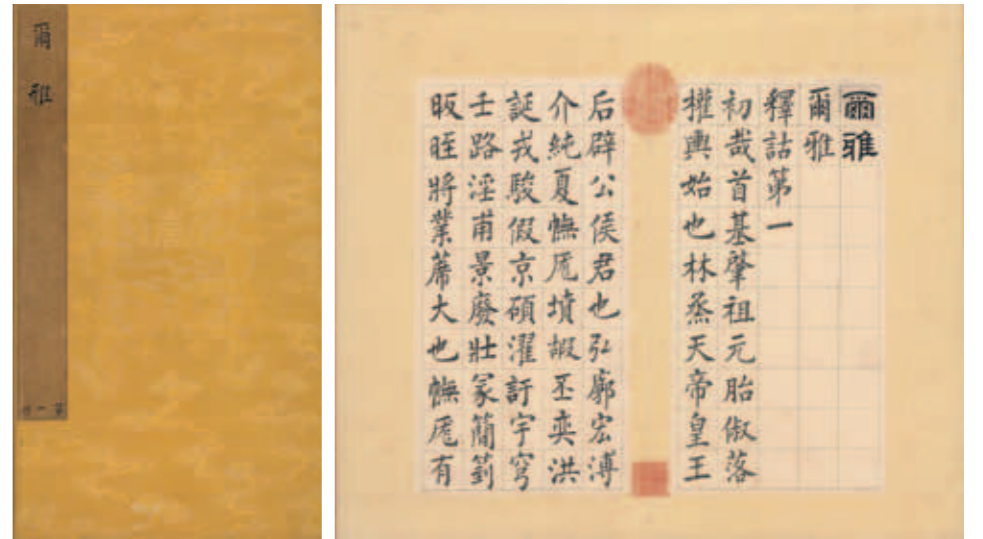 爾雅
爾雅
爾雅
釋詁第一
初哉首基肇祖元胎俶落
權輿始也林烝天帝皇王
后辟公侯君也弘廓宏溥
介純夏幠厖墳嘏丕奕洪
誕戎駿假京碩濯訏宇穹
壬路淫甫景廢壯冢簡箌
昄晊將業蓆大也幠厖有